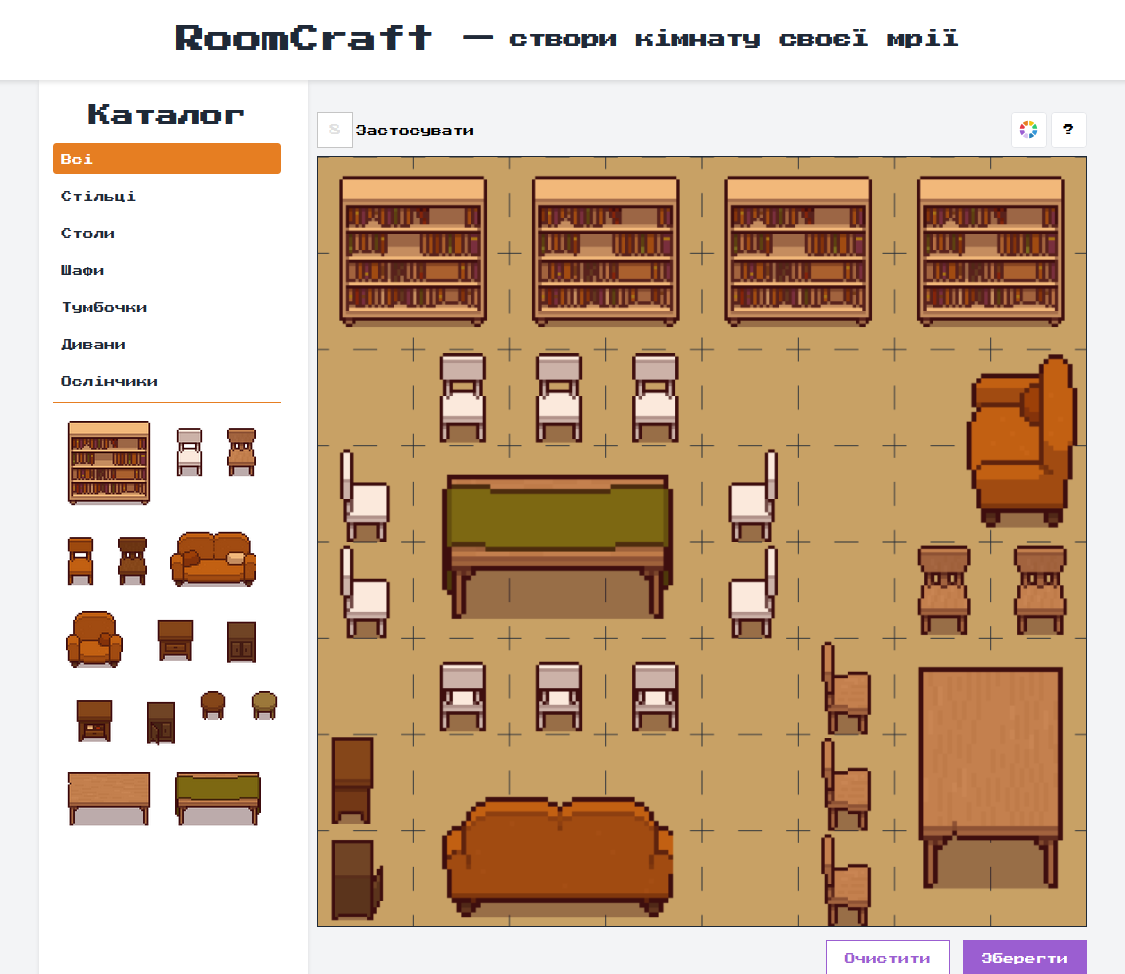 RoomCraft — створи кімнату своєї мрії
Каталог
Всі
Стільці
Столи
Шафи
Тумбочки
Дивани
Ослінчики
8 Застосувати
?
Очистити
Зберегти